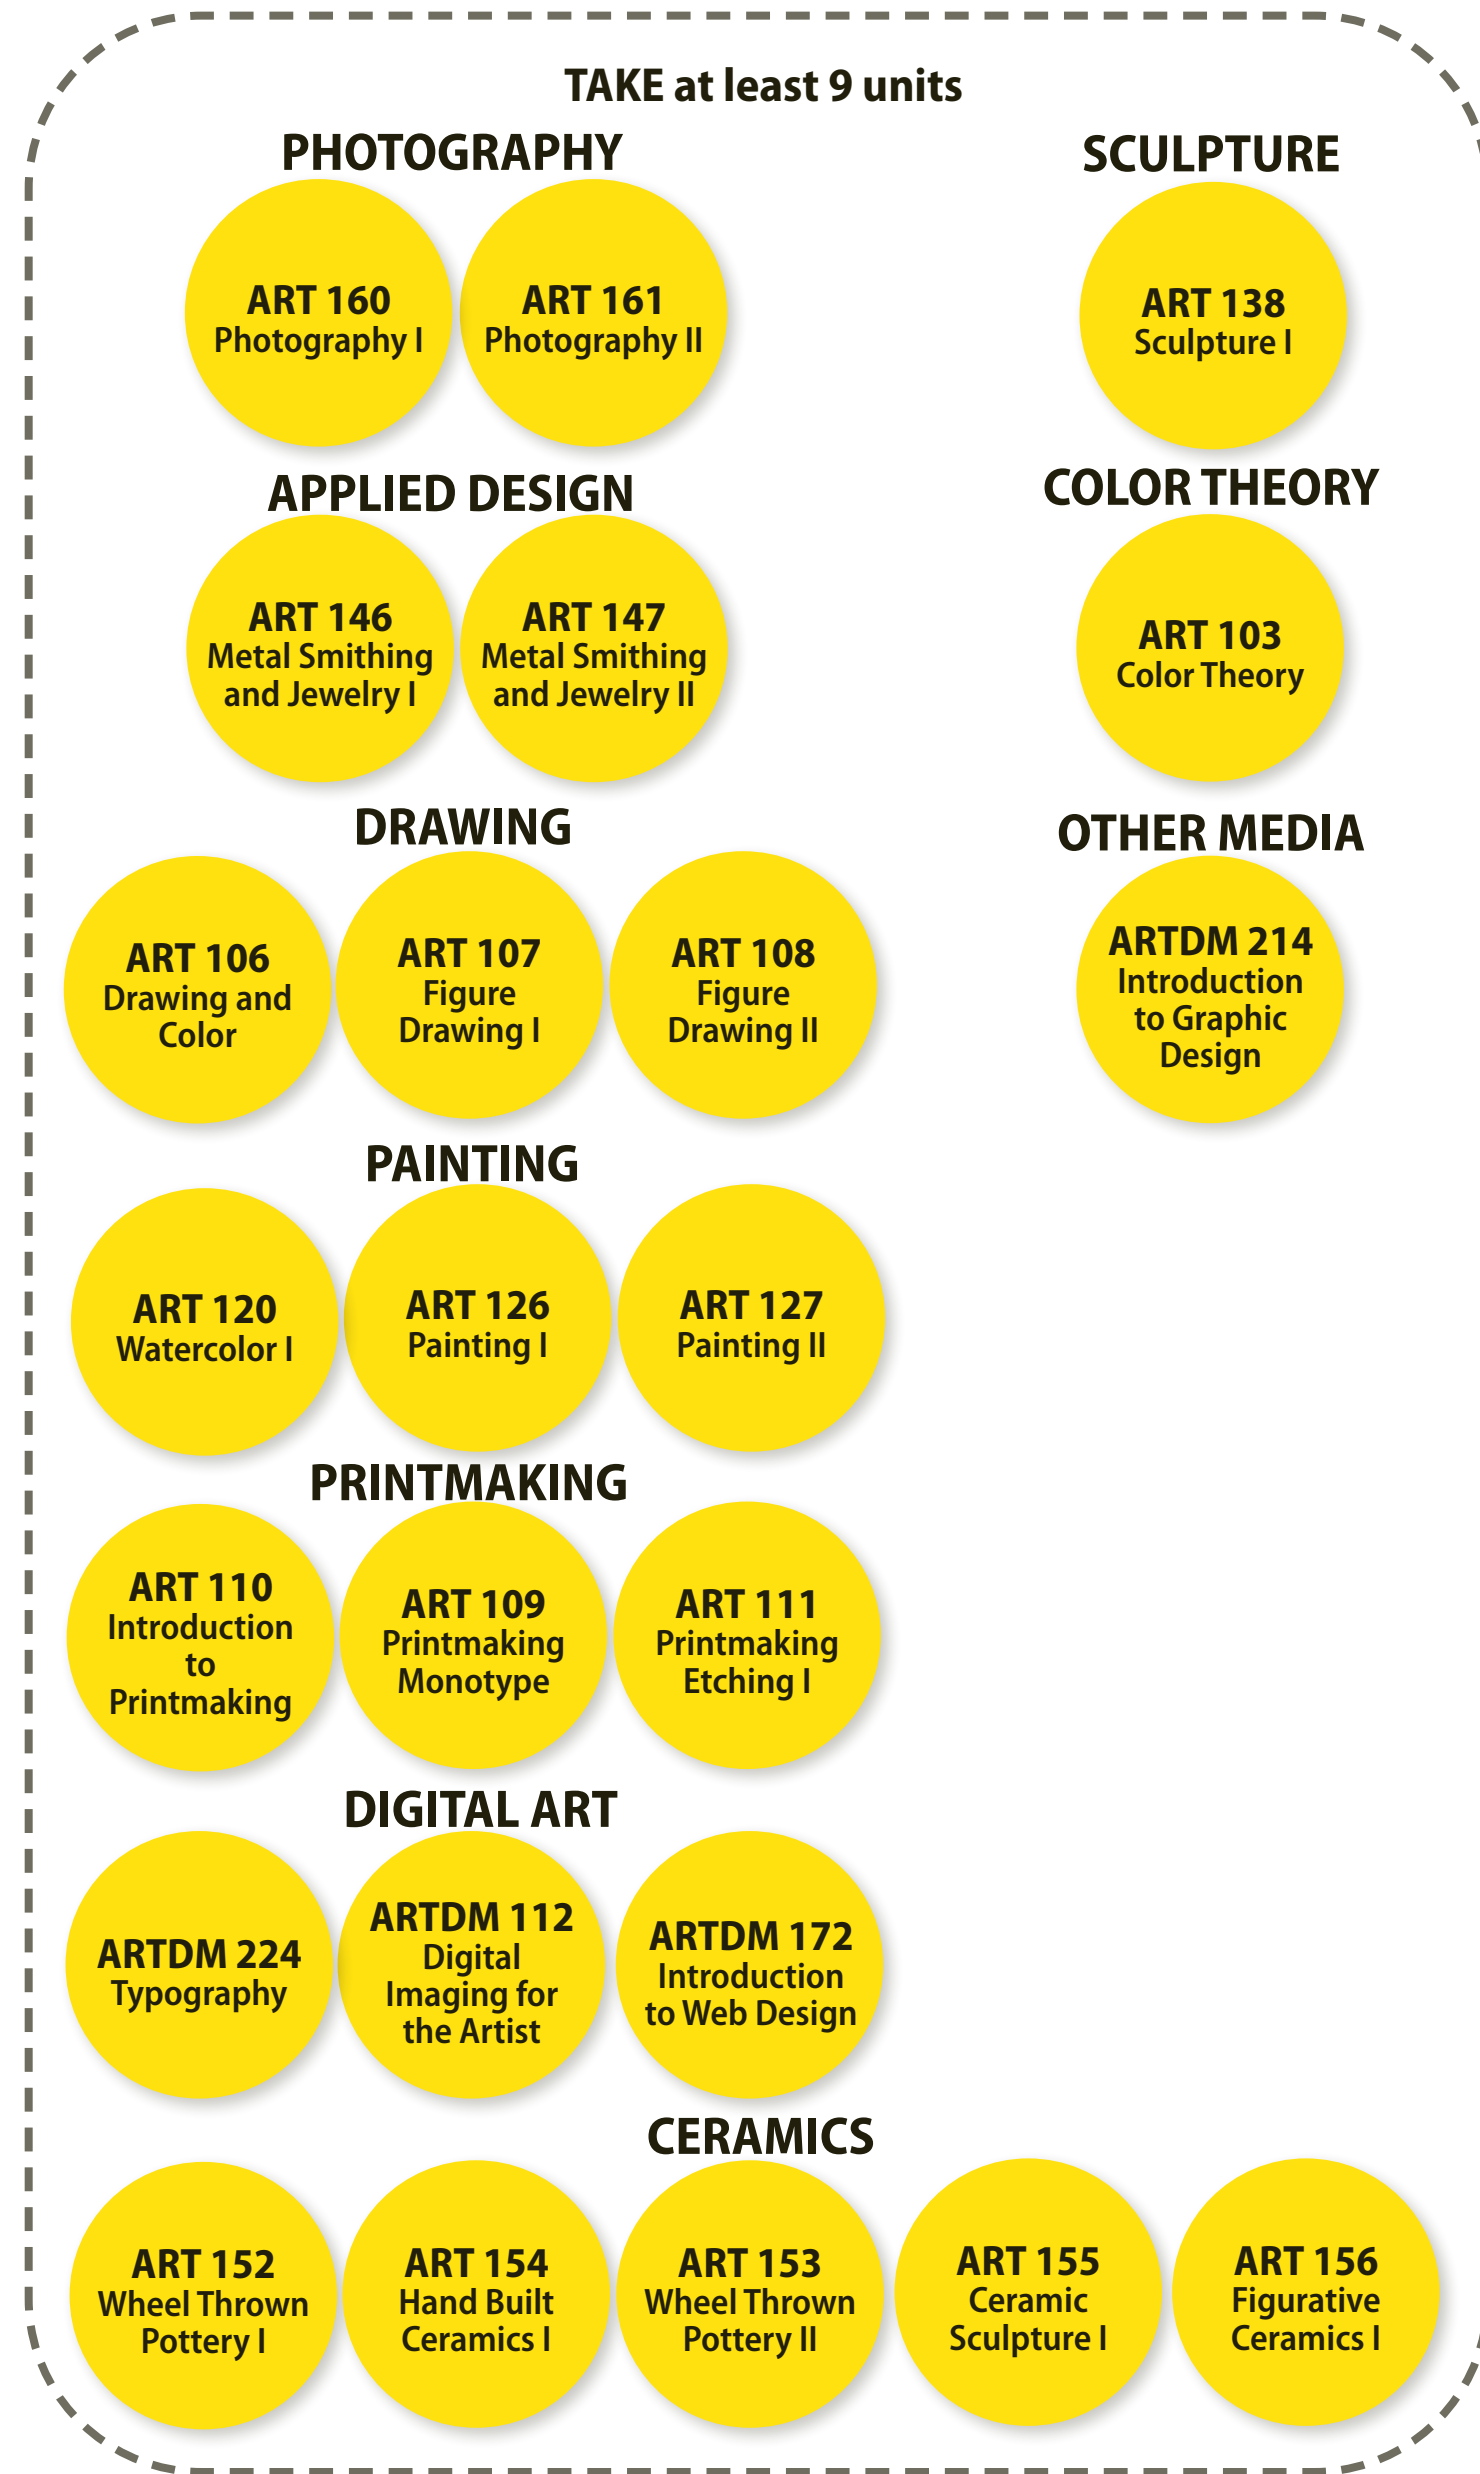 TAKE at least 9 units
PHOTOGRAPHY
ART 160
Photography I
ART 161
Photography II
SCULPTURE
ART 138
Sculpture I
APPLIED DESIGN
ART 146
Metal Smithing
and Jewelry I
ART 147
Metal Smithing
and Jewelry II
COLOR THEORY
ART 103
Color Theory
DRAWING
ART 106
Drawing and
Color
ART 107
Figure
Drawing I
ART 108
Figure
Drawing II
OTHER MEDIA
ARTDM 214
Introduction
to Graphic
Design
PAINTING
ART 120
Watercolor I
ART 126
Painting I
ART 127
Painting II
PRINTMAKING
ART 110
Introduction
to
Printmaking
ART 109
Printmaking
Monotype
ART 111
Printmaking
Etching I
DIGITAL ART
ARTDM 224
Typography
ARTDM 112
Digital
Imaging for
the Artist
ARTDM 172
Introduction
to Web Design
CERAMICS
ART 152
Wheel Thrown
Pottery I
ART 154
Hand Built
Ceramics I
ART 153
Wheel Thrown
Pottery II
ART 155
Ceramic
Sculpture I
ART 156
Figurative
Ceramics I